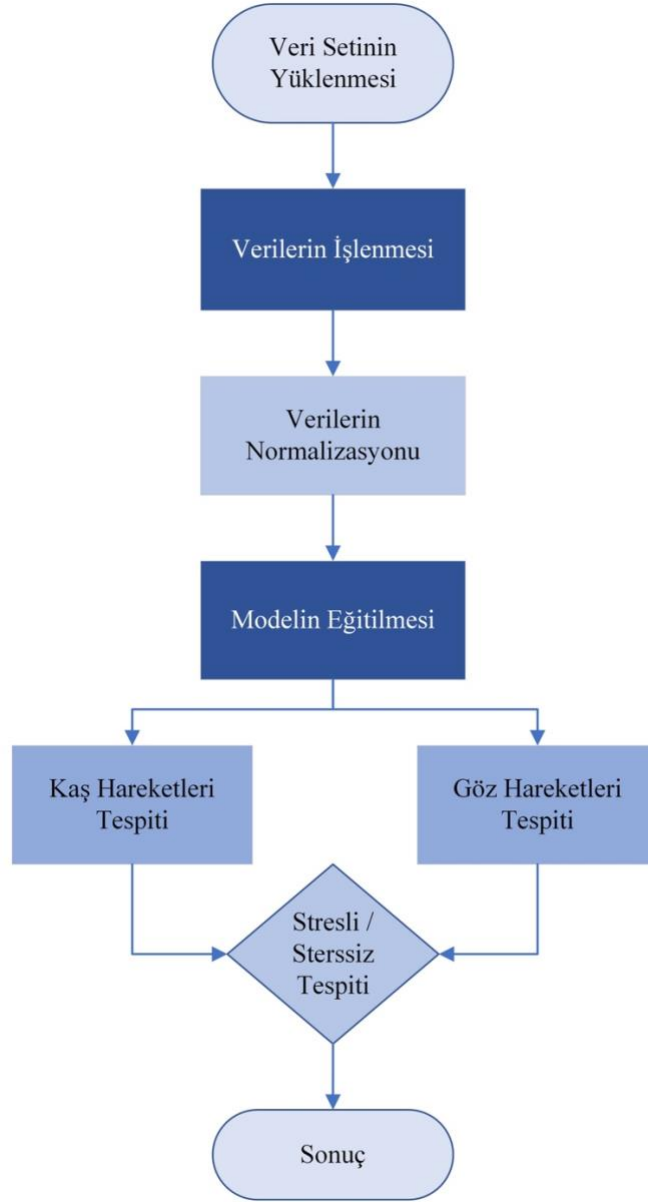 Veri Setinin
Yüklenmesi
Verilerin İşlenmesi
Verilerin
Normalizasyonu
Modelin Eğitilmesi
Kaş Hareketleri
Tespiti
Göz Hareketleri
Tespiti
Stresli /
Sterssiz
Tespiti
Sonuç